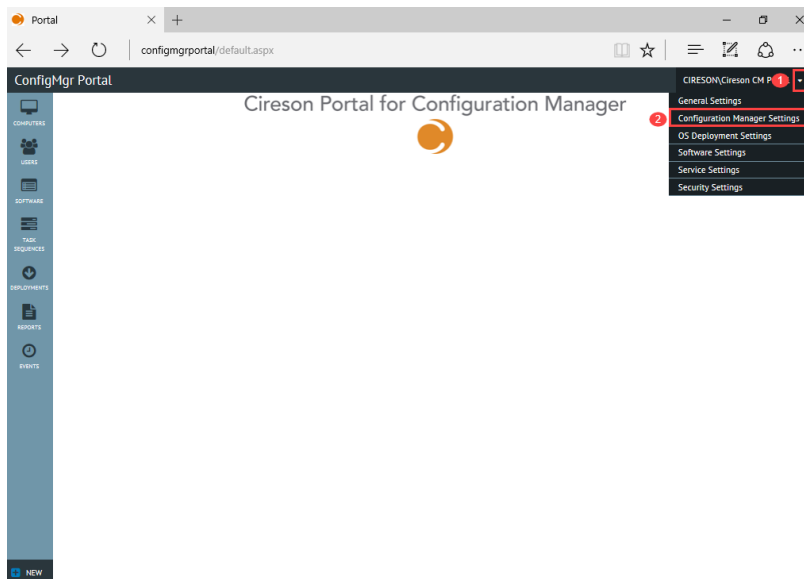 Portal
configmgrportal/default.aspx
ConfigMgr Portal
CIRESON\Cireson CM P
1
Cireson Portal for Configuration Manager
General Settings
2
Configuration Manager Settings
OS Deployment Settings
Software Settings
Service Settings
Security Settings
COMPUTERS
USERS
SOFTWARE
TASK
SEQUENCES
DEPLOYMENTS
REPORTS
EVENTS
NEW